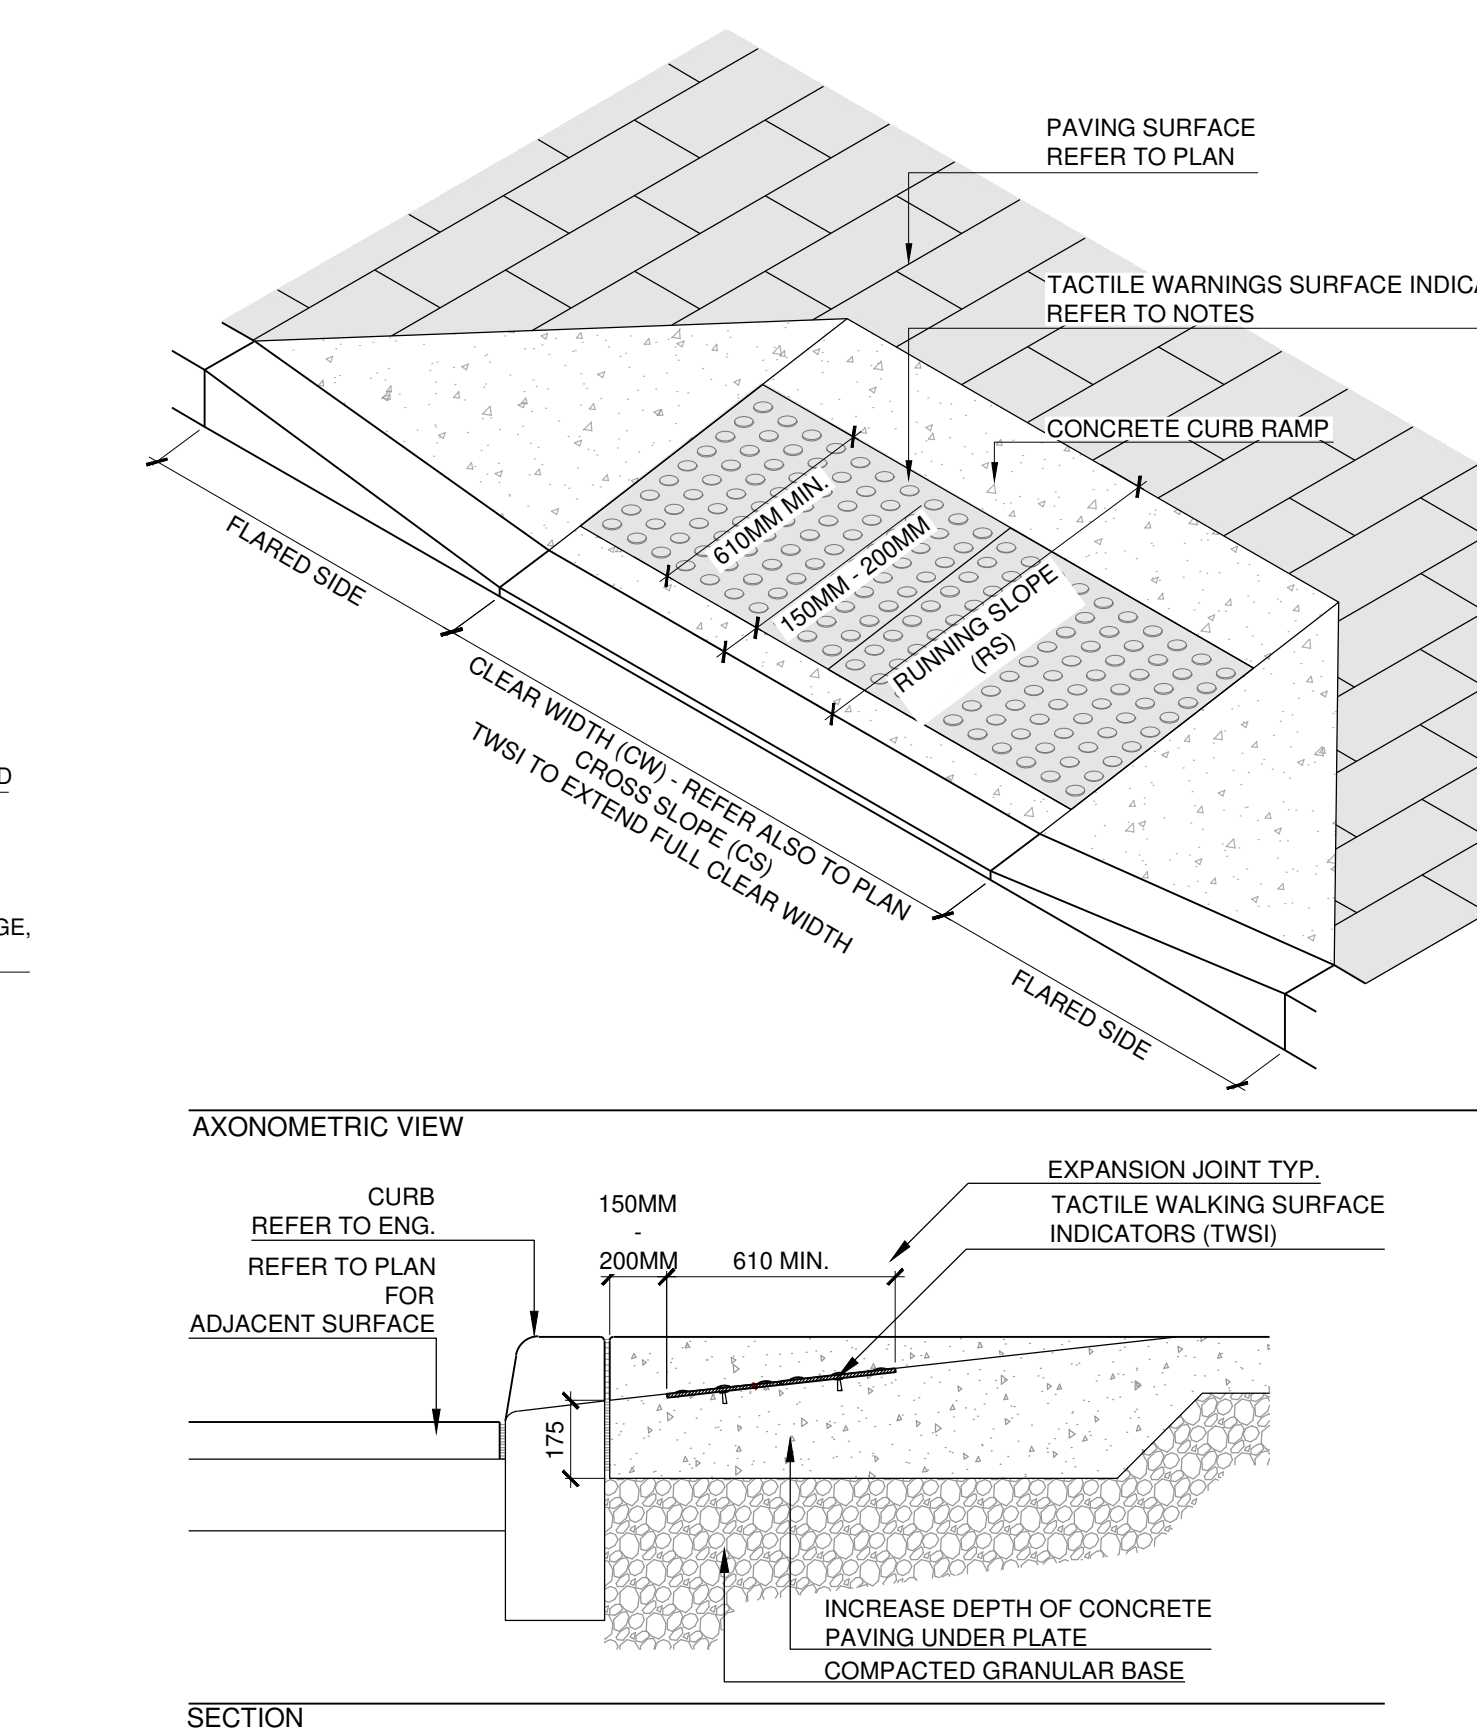 PAVING SURFACE
REFER TO PLAN
TACTILE WARNINGS SURFACE
REFER TO NOTES
CONCRETE CURB RAMP
610MM MIN.
150MM - 200MM
RUNNING SLOPE
(RS)
FLARED SIDE
CLEAR WIDTH (CW) - REFER ALSO TO PLAN
CROSS SLOPE (CS)
TWSI TO EXTEND FULL CLEAR WIDTH
FLARED SIDE
AXONOMETRIC VIEW
EXPANSION JOINT TYP.
TACTILE WALKING SURFACE
INDICATORS (TWSI)
CURB
REFER TO ENG.
REFER TO PLAN
FOR
ADJACENT SURFACE
150MM
-
200MM
610 MIN.
175
INCREASE DEPTH OF CONCRETE
PAVING UNDER PLATE
COMPACTED GRANULAR BASE
SECTION